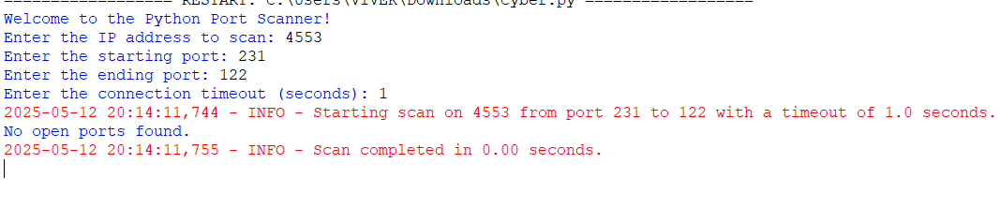 ================== RESTART: C:\Users\VIVEK\Downloads\cyber.py ==================
Welcome to the Python Port Scanner!
Enter the IP address to scan: 4553
Enter the starting port: 231
Enter the ending port: 122
Enter the connection timeout (seconds): 1
2025-05-12 20:14:11,744 - INFO - Starting scan on 4553 from port 231 to 122 with a timeout of 1.0 seconds.
No open ports found.
2025-05-12 20:14:11,755 - INFO - Scan completed in 0.00 seconds.